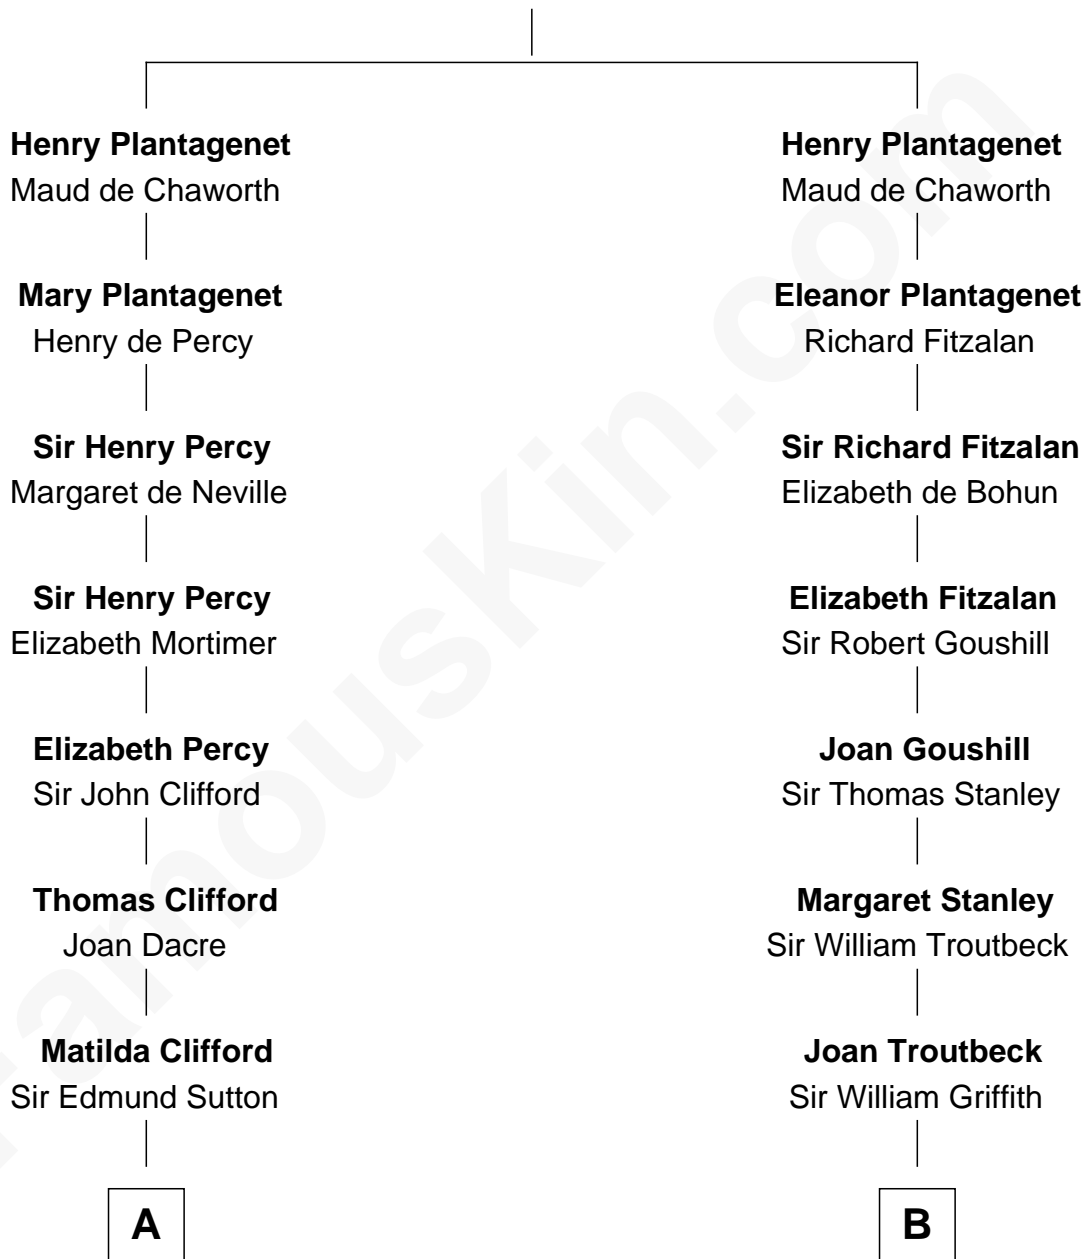 Henry Plantagenet
Maud de Chaworth
Mary Plantagenet
Henry de Percy
Sir Henry Percy
Margaret de Neville
Sir Henry Percy
Elizabeth Mortimer
Elizabeth Percy
Sir John Clifford
Thomas Clifford
Joan Dacre
Matilda Clifford
Sir Edmund Sutton
A
Henry Plantagenet
Maud de Chaworth
Eleanor Plantagenet
Richard Fitzalan
Sir Richard Fitzalan
Elizabeth de Bohun
Elizabeth Fitzalan
Sir Robert Goushill
Joan Goushill
Sir Thomas Stanley
Margaret Stanley
Sir William Troutbeck
Joan Troutbeck
Sir William Griffith
B
FamousKin.com